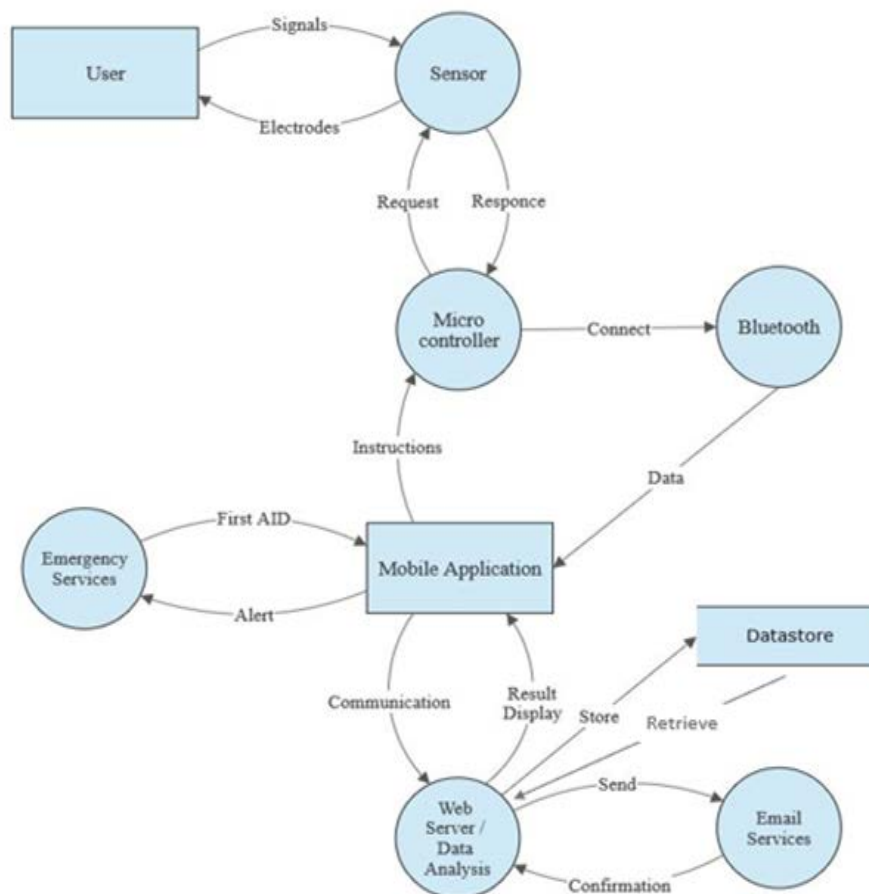 Signals
User
Sensor
Electrodes
Request
Responce
Micro
controller
Connect
Bluetooth
Instructions
Data
First AID
Emergency
Services
Mobile Application
Alert
Datastore
Communication
Result
Display
Store
Retrieve
Send
Web
Server /
Data
Analysis
Email
Services
Confirmation